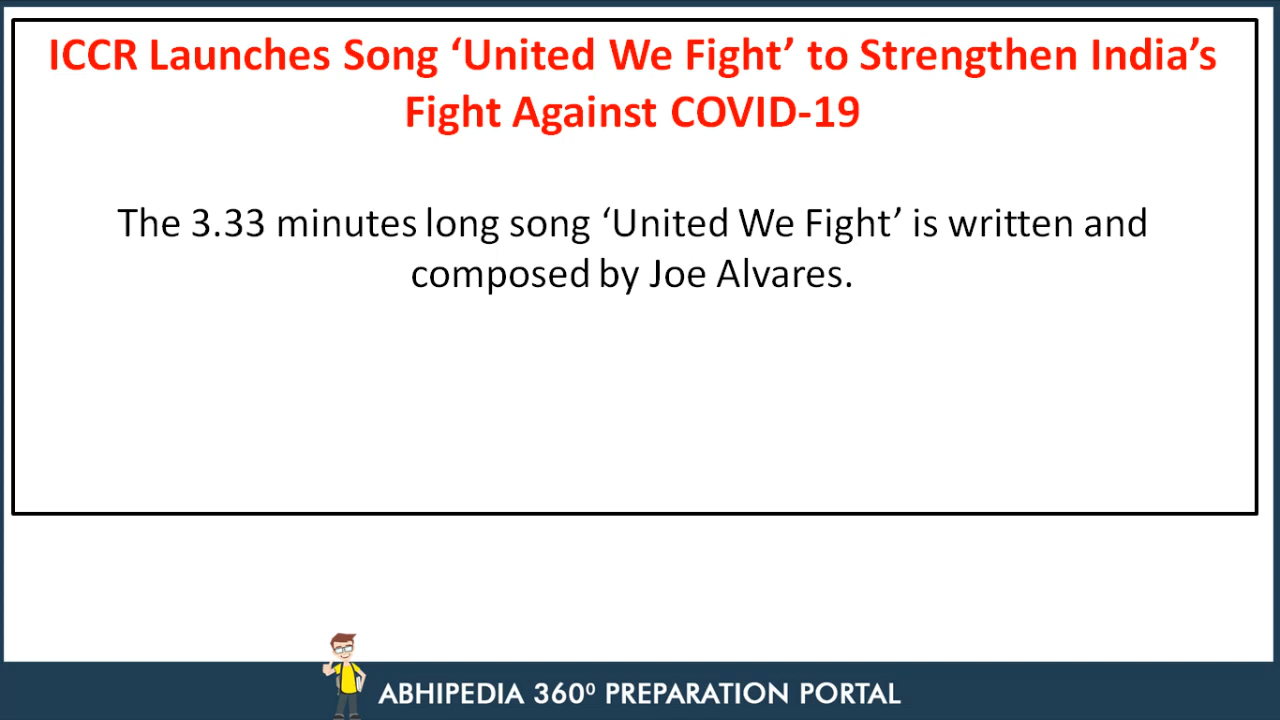 ICCR Launches Song ‘United We Fight’ to Strengthen India’s
Fight Against COVID-19
The 3.33 minutes long song ‘United We Fight’ is written and
composed by Joe Alvares.
ABHIPEDIA 360⁰ PREPARATION PORTAL